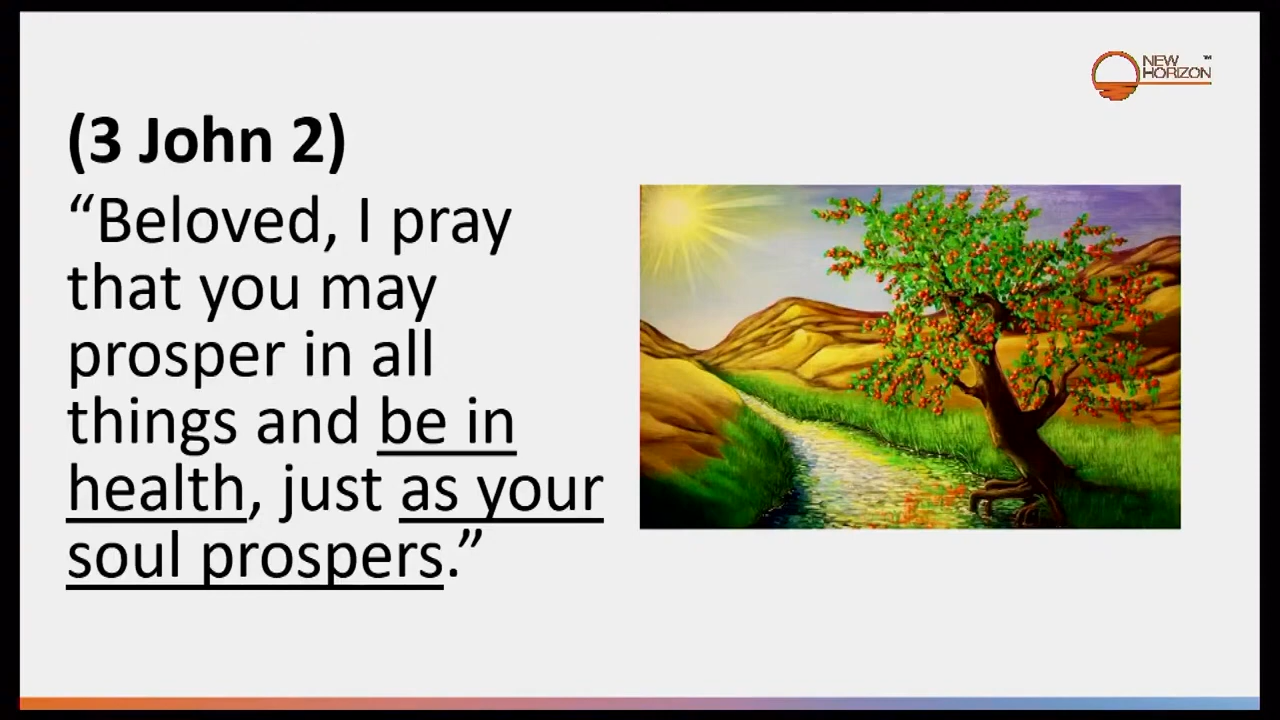 NEW ™
HORIZON
(3 John 2)
“Beloved, I pray
that you may
prosper in all
things and be in
health, just as your
soul prospers.”